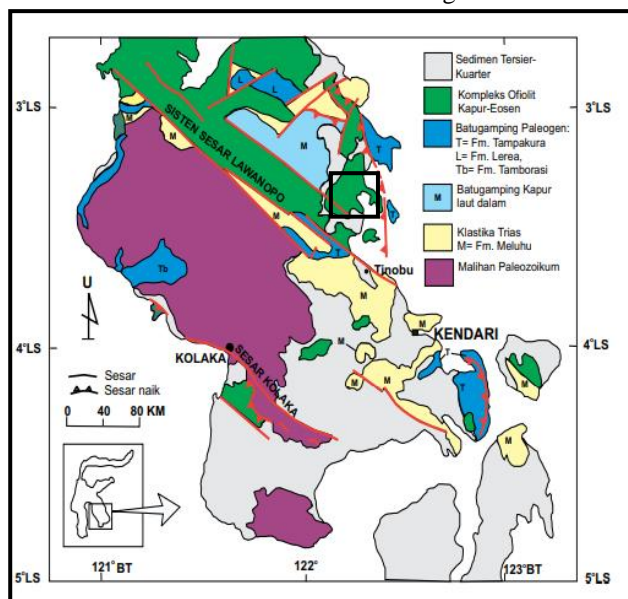 3°LS
4°LS
5°LS
3°LS
4°LS
5°LS
121°BT
122°
123°BT
L
L
M
M
M
T
T
M
SISTEN SESAR LAWANOPO
M
T
Tb
Tinobu
M
M
KENDARI
U
KOLAKA
SESAR KOLAKA
M
T
T
M
M
M
M
Sesar
Sesar naik
0 40 80 KM
Sedimen Tersier-
Kuarter
Kompleks Ofiolit
Kapur-Eosen
Batugamping Paleogen:
T= Fm. Tampakura
L= Fm. Lerea,
Tb= Fm. Tamborasi
M
Batugamping Kapur
laut dalam
M
Klastika Trias
M= Fm. Meluhu
Malihan Paleozoikum